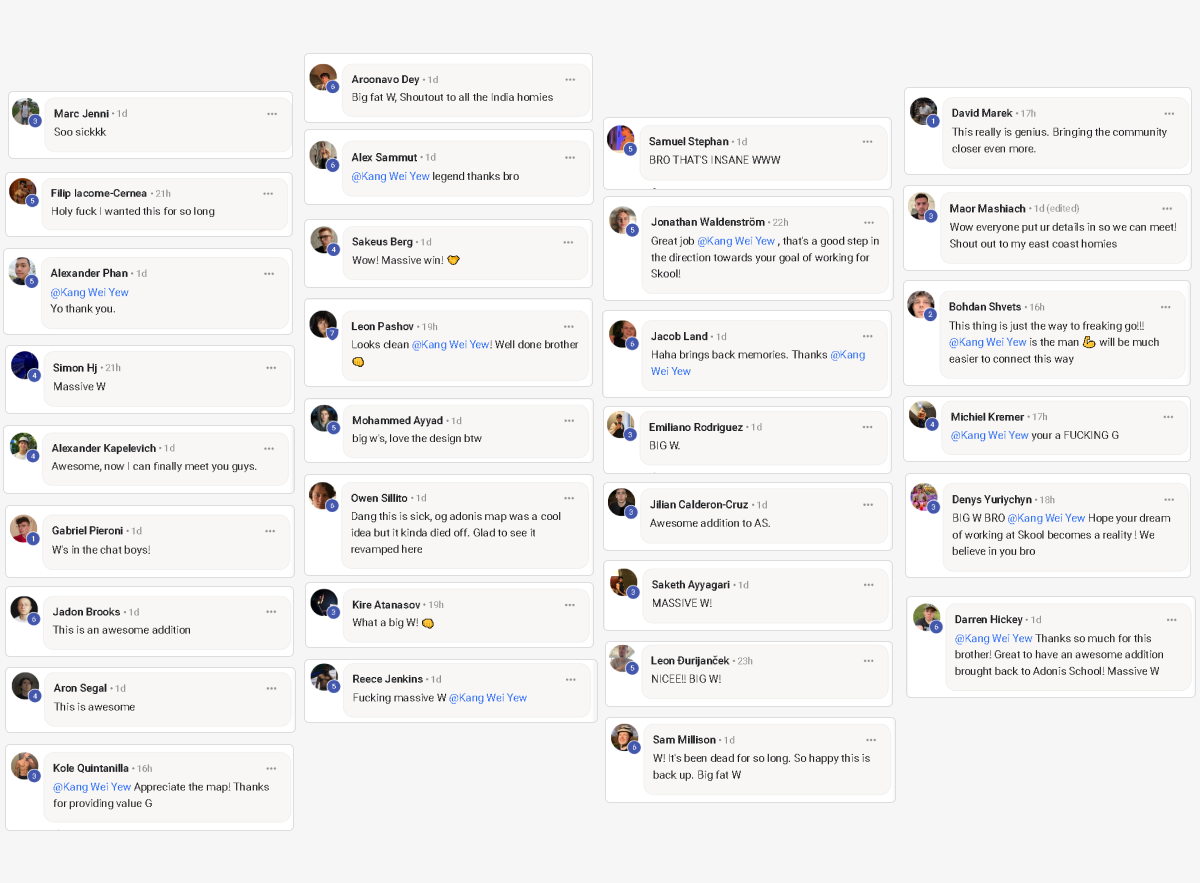 Marc Jenni • 1d
Soo sickkk
3
Filip Iacome-Cernea • 21h
Holy fuck I wanted this for so long
5
Alexander Phan • 1d
@Kang Wei Yew
Yo thank you.
5
Simon Hj • 21h
Massive W
4
Alexander Kapelevich • 1d
Awesome, now I can finally meet you guys.
4
Gabriel Pieroni • 1d
W's in the chat boys!
1
Jadon Brooks • 1d
This is an awesome addition
6
Aron Segal • 1d
This is awesome
4
Kole Quintanilla • 16h
@Kang Wei Yew Appreciate the map! Thanks
for providing value G
3
Aroonavo Dey • 1d
Big fat W, Shoutout to all the India homies
6
Alex Sammut • 1d
@Kang Wei Yew legend thanks bro
6
Sakeus Berg • 1d
Wow! Massive win!
4
Leon Pashov • 19h
Looks clean @Kang Wei Yew! Well done brother
7
Mohammed Ayyad • 1d
big w's, love the design btw
5
Owen Sillito • 1d
Dang this is sick, og adonis map was a cool
idea but it kinda died off. Glad to see it
revamped here
6
Kire Atanasov • 19h
What a big W!
3
Reece Jenkins • 1d
Fucking massive W @Kang Wei Yew
5
Samuel Stephan • 1d
BRO THAT'S INSANE WWW
5
Jonathan Waldenström • 22h
Great job @Kang Wei Yew , that's a good step in
the direction towards your goal of working for
Skool!
5
Jacob Land • 1d
Haha brings back memories. Thanks @Kang
Wei Yew
6
Emiliano Rodriguez • 1d
BIG W.
3
Jilian Calderon-Cruz • 1d
Awesome addition to AS.
3
Saketh Ayyagari • 1d
MASSIVE W!
3
Leon Đurijanček • 23h
NICEE!! BIG W!
5
Sam Millison • 1d
W! It's been dead for so long. So happy this is
back up. Big fat W
6
David Marek • 17h
This really is genius. Bringing the community
closer even more.
1
Maor Mashiach • 1d (edited)
Wow everyone put ur details in so we can meet!
Shout out to my east coast homies
3
Bohdan Shvets • 16h
This thing is just the way to freaking go!!!
@Kang Wei Yew is the man 💪 will be much
easier to connect this way
2
Michiel Kremer • 17h
@Kang Wei Yew your a FUCKING G
4
Denys Yuriychyn • 18h
BIG W BRO @Kang Wei Yew Hope your dream
of working at Skool becomes a reality ! We
believe in you bro
3
Darren Hickey • 1d
@Kang Wei Yew Thanks so much for this
brother! Great to have an awesome addition
brought back to Adonis School! Massive W
6